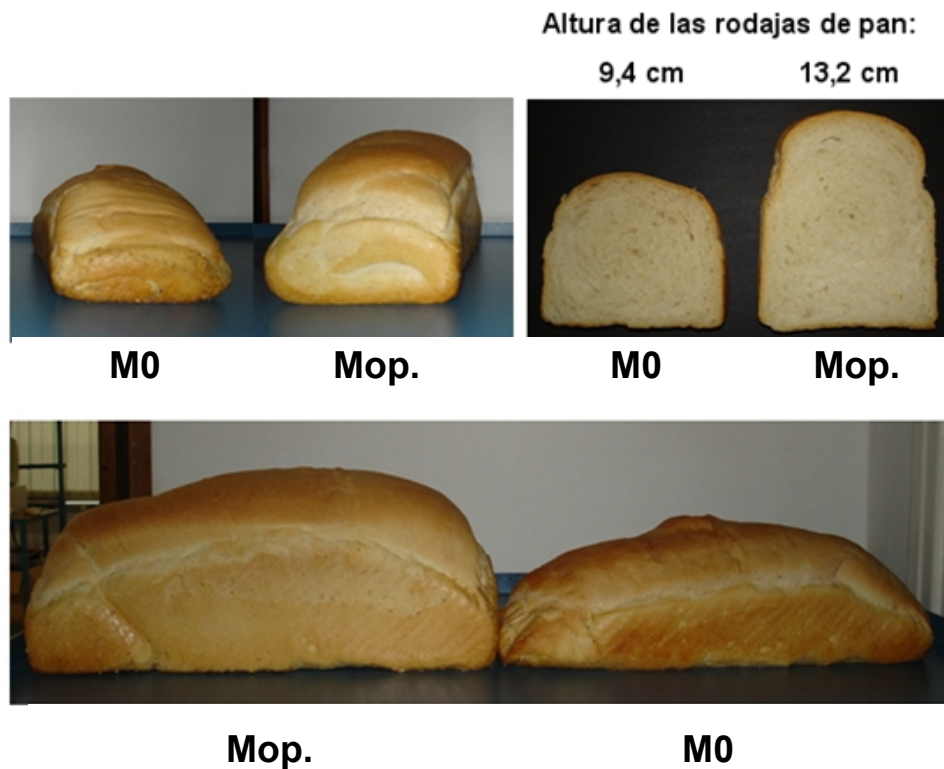 Altura de las rodajas de pan:
9,4 cm 13,2 cm
M0 Mop. M0 Mop.
Mop. M0